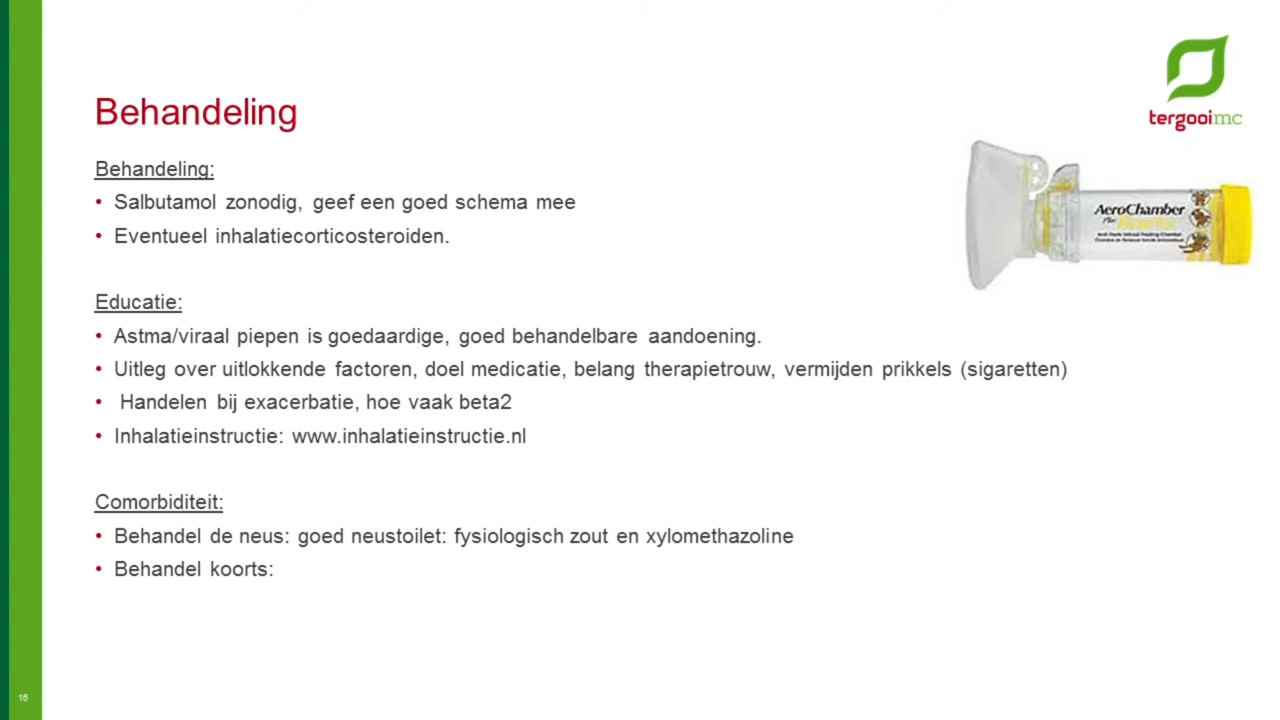 tergooimc
Behandeling
Behandeling:
• Salbutamol zonodig, geef een goed schema mee
• Eventueel inhalatiecorticosteroiden.
AeroChamber
Plus
Educatie:
• Astma/viraal piepen is goedaardige, goed behandelbare aandoening.
• Uitleg over uitlokkende factoren, doel medicatie, belang therapietrouw, vermijden prikkels (sigaretten)
• Handelen bij exacerbatie, hoe vaak beta2
• Inhalatieinstructie: www.inhalatieinstructie.nl
Comorbiditeit:
• Behandel de neus: goed neustoilet: fysiologisch zout en xylomethazoline
• Behandel koorts:
16